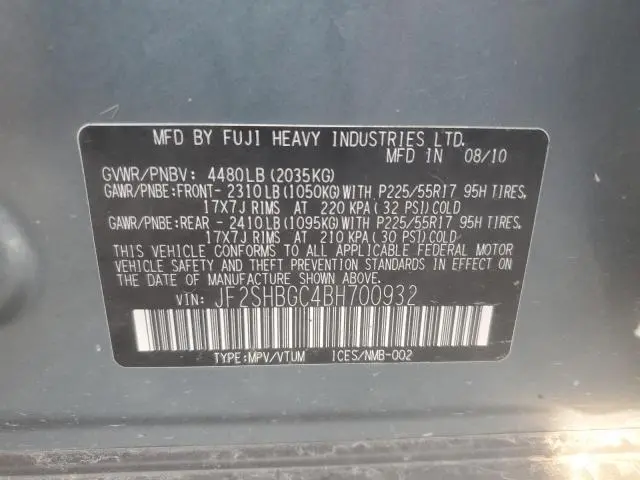 MFD BY FUJI HEAVY INDUSTRIES LTD.
MFD IN 08/10
GVWR/PNBV: 4480LB (2035KG)
GAWR/PNBE:FRONT- 2310LB(1050KG)WITH P225/55R17 95H TIRES,
17X7J RIMS AT 220 KPA( 32 PSI)COLD
GAWR/PNBE:REAR - 2410LB(1095KG)WITH P225/55R17 95H TIRES,
17X7J RIMS AT 210 KPA( 30 PSI)COLD
THIS VEHICLE CONFORMS TO ALL APPLICABLE FEDERAL MOTOR
VEHICLE SAFETY AND THEFT PREVENTION STANDARDS IN EFFECT ON
THE DATE OF MANUFACTURE SHOWN ABOVE.
VIN: JF2SHBGC4BH700932
TYPE:MPV/VTUM ICES/NMB-002